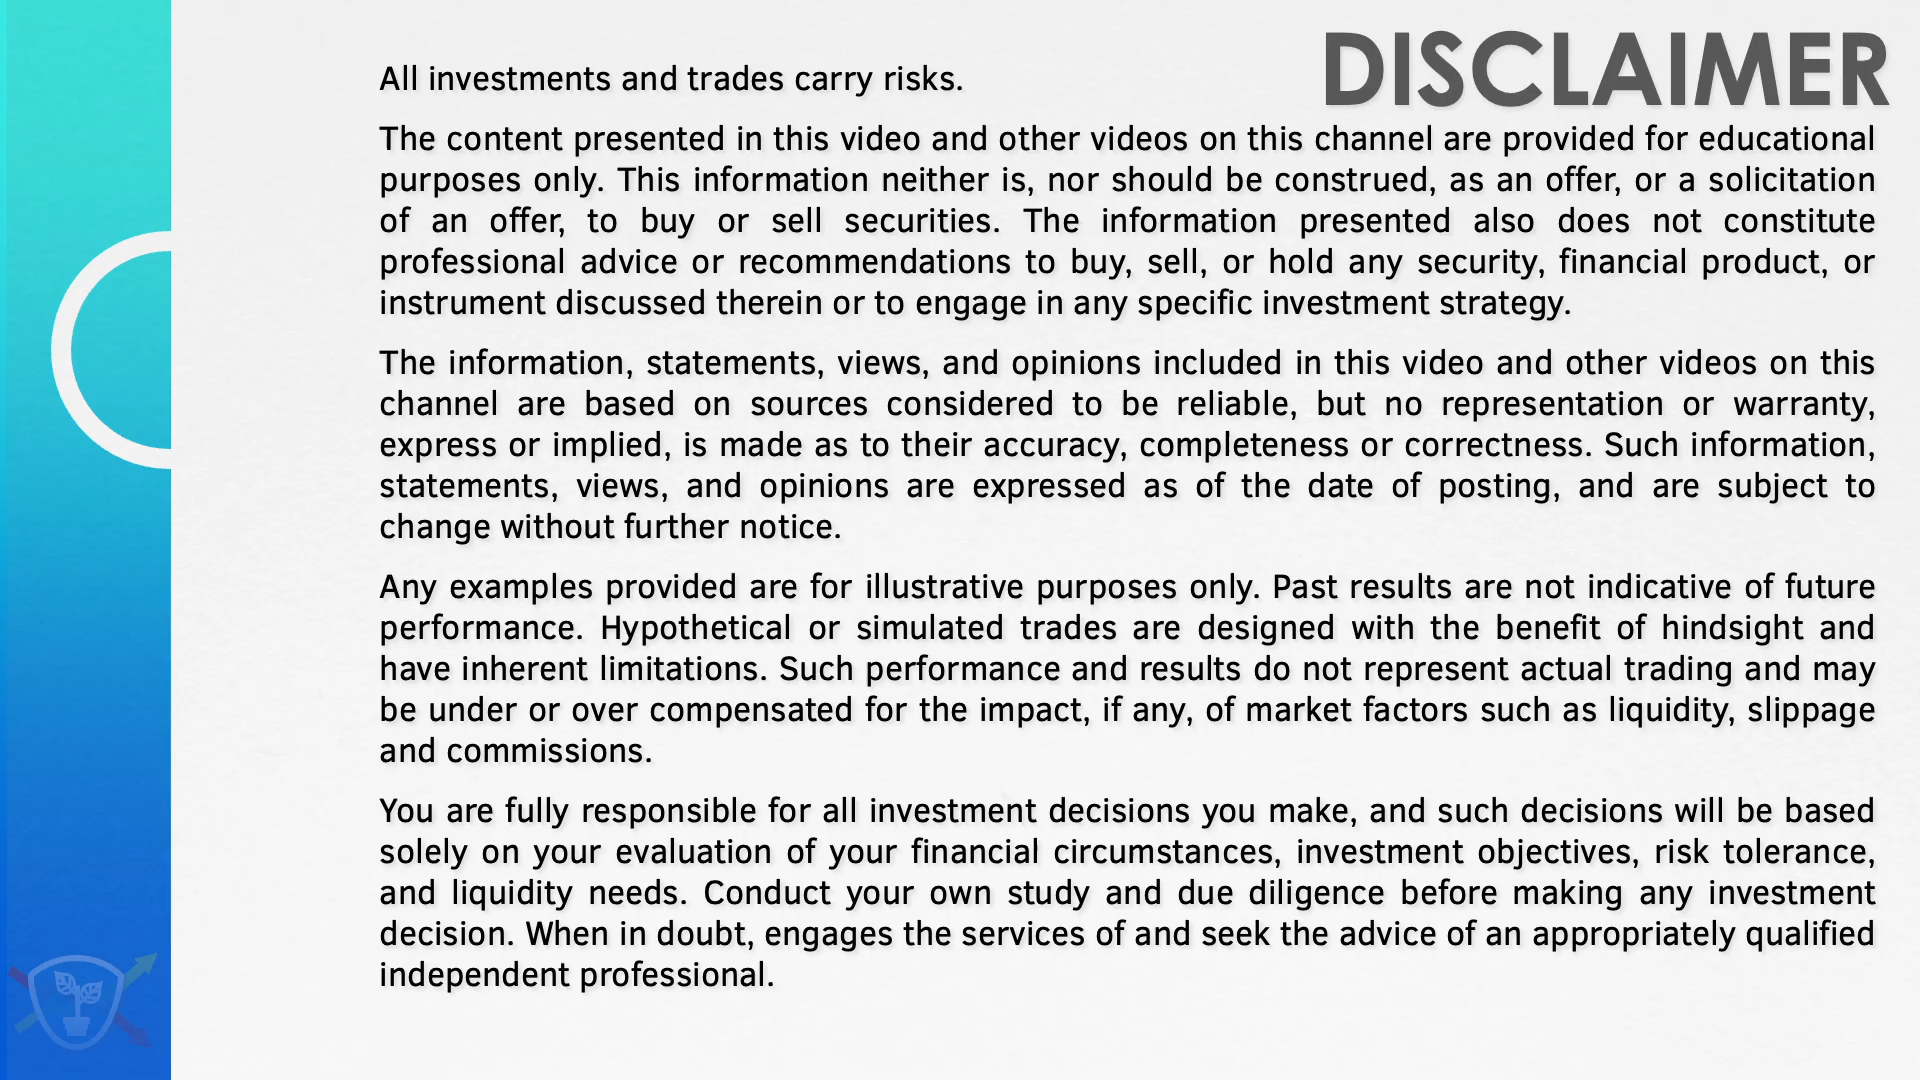 DISCLAIMER
All investments and trades carry risks.
The content presented in this video and other videos on this channel are provided for educational
purposes only. This information neither is, nor should be construed, as an offer, or a solicitation
of an offer, to buy or sell securities. The information presented also does not constitute
professional advice or recommendations to buy, sell, or hold any security, financial product, or
instrument discussed therein or to engage in any specific investment strategy.
The information, statements, views, and opinions included in this video and other videos on this
channel are based on sources considered to be reliable, but no representation or warranty,
express or implied, is made as to their accuracy, completeness or correctness. Such information,
statements, views, and opinions are expressed as of the date of posting, and are subject to
change without further notice.
Any examples provided are for illustrative purposes only. Past results are not indicative of future
performance. Hypothetical or simulated trades are designed with the benefit of hindsight and
have inherent limitations. Such performance and results do not represent actual trading and may
be under or over compensated for the impact, if any, of market factors such as liquidity, slippage
and commissions.
You are fully responsible for all investment decisions you make, and such decisions will be based
solely on your evaluation of your financial circumstances, investment objectives, risk tolerance,
and liquidity needs. Conduct your own study and due diligence before making any investment
decision. When in doubt, engages the services of and seek the advice of an appropriately qualified
independent professional.